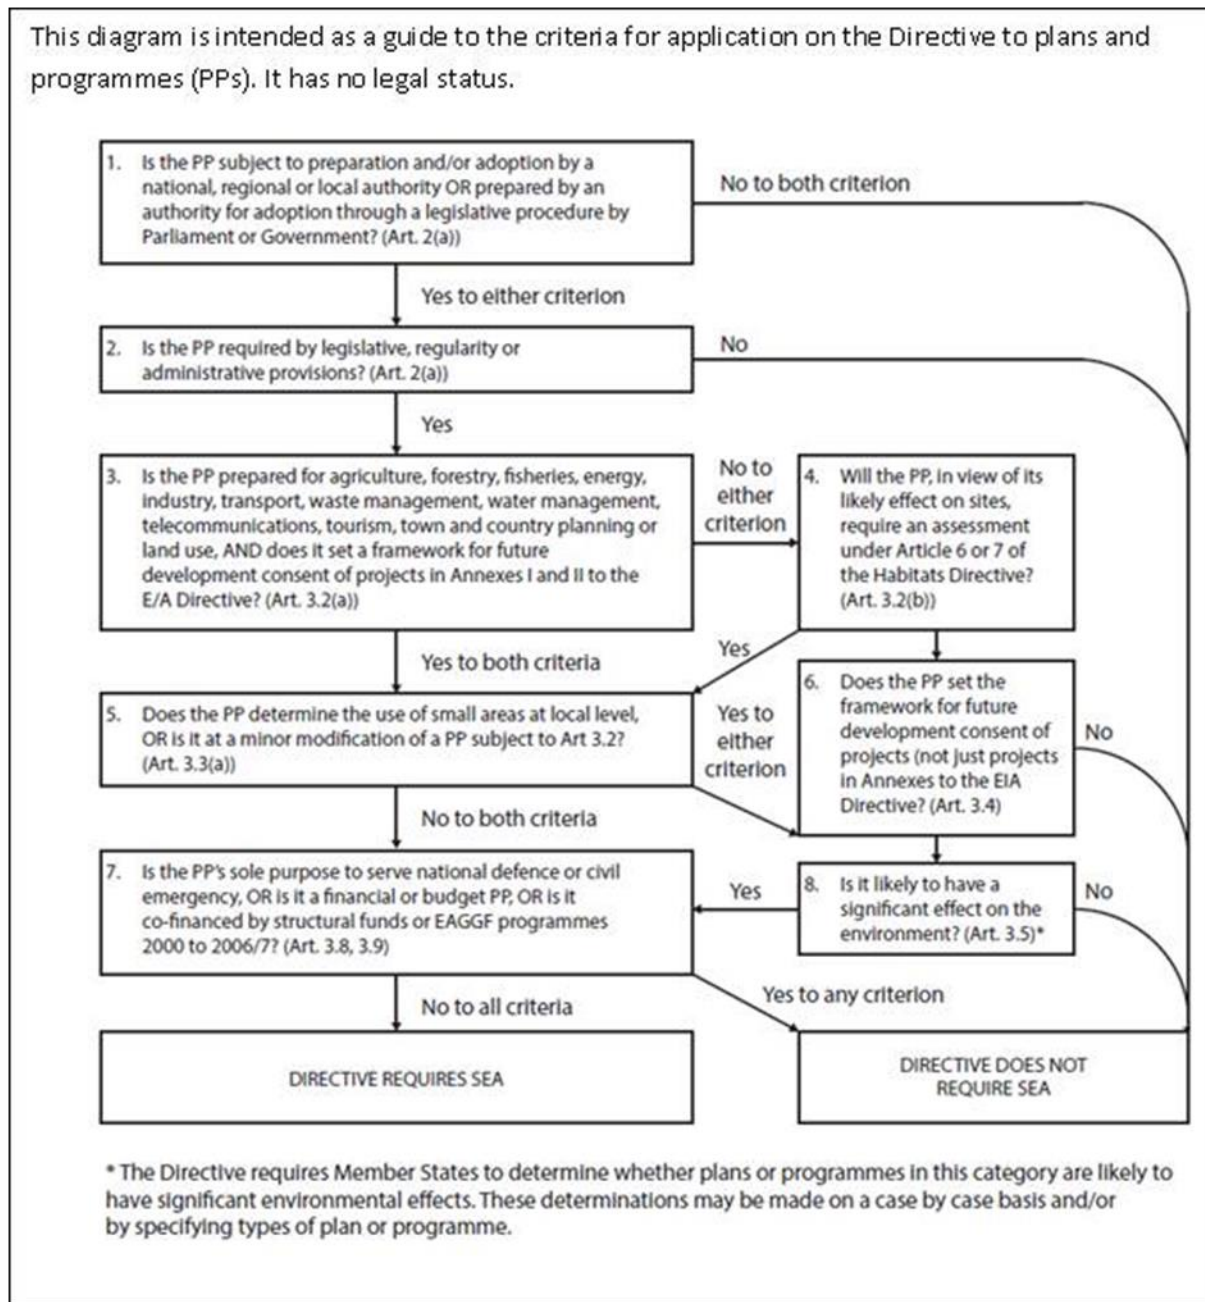 This diagram is intended as a guide to the criteria for application on the Directive to plans and
programmes (PPs). It has no legal status.
1. Is the PP subject to preparation and/or adoption by a
national, regional or local authority OR prepared by an
authority for adoption through a legislative procedure by
Parliament or Government? (Art. 2(a))
No to both criterion
Yes to either criterion
2. Is the PP required by legislative, regularity or
administrative provisions? (Art. 2(a))
No
Yes
3. Is the PP prepared for agriculture, forestry, fisheries, energy,
industry, transport, waste management, water management,
telecommunications, tourism, town and country planning or
land use, AND does it set a framework for future
development consent of projects in Annexes I and II to the
E/A Directive? (Art. 3.2(a))
No to
either
criterion
4. Will the PP, in view of its
likely effect on sites,
require an assessment
under Article 6 or 7 of
the Habitats Directive?
(Art. 3.2(b))
Yes to both criteria
Yes
5. Does the PP determine the use of small areas at local level,
OR is it at a minor modification of a PP subject to Art 3.2?
(Art. 3.3(a))
Yes to
either
criterion
6. Does the PP set the
framework for future
development consent of
projects (not just projects
in Annexes to the EIA
Directive? (Art. 3.4)
No
No to both criteria
7. Is the PP's sole purpose to serve national defence or civil
emergency, OR is it a financial or budget PP, OR is it
co-financed by structural funds or EAGGF programmes
2000 to 2006/7? (Art. 3.8, 3.9)
Yes
8. Is it likely to have a
significant effect on the
environment? (Art. 3.5)*
No
No to all criteria
Yes to any criterion
DIRECTIVE REQUIRES SEA
DIRECTIVE DOES NOT
REQUIRE SEA
* The Directive requires Member States to determine whether plans or programmes in this category are likely to
have significant environmental effects. These determinations may be made on a case by case basis and/or
by specifying types of plan or programme.